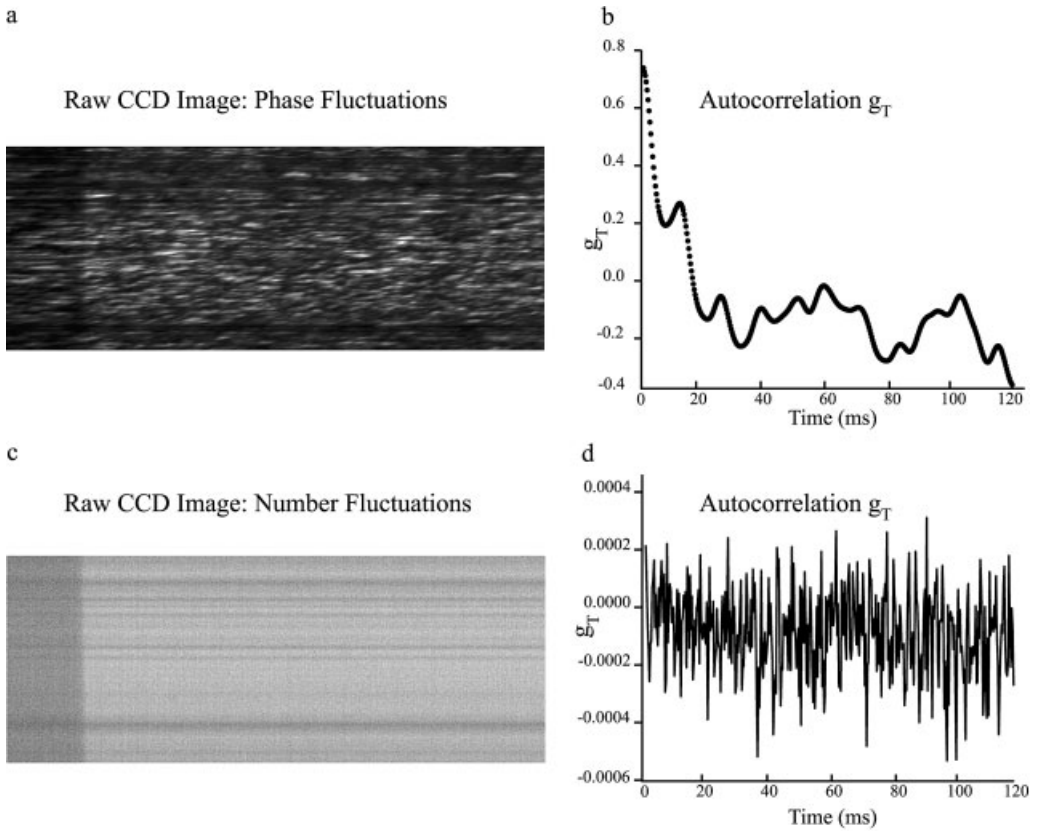 a
Raw CCD Image: Phase Fluctuations
b
Autocorrelation g_T
0.8
0.6
0.4
0.2
0.0
-0.2
-0.4
g_T
0 20 40 60 80 100 120
Time (ms)
c
Raw CCD Image: Number Fluctuations
d
Autocorrelation g_T
0.0004
0.0002
0.0000
-0.0002
-0.0004
-0.0006
g_T
0 20 40 60 80 100 120
Time (ms)